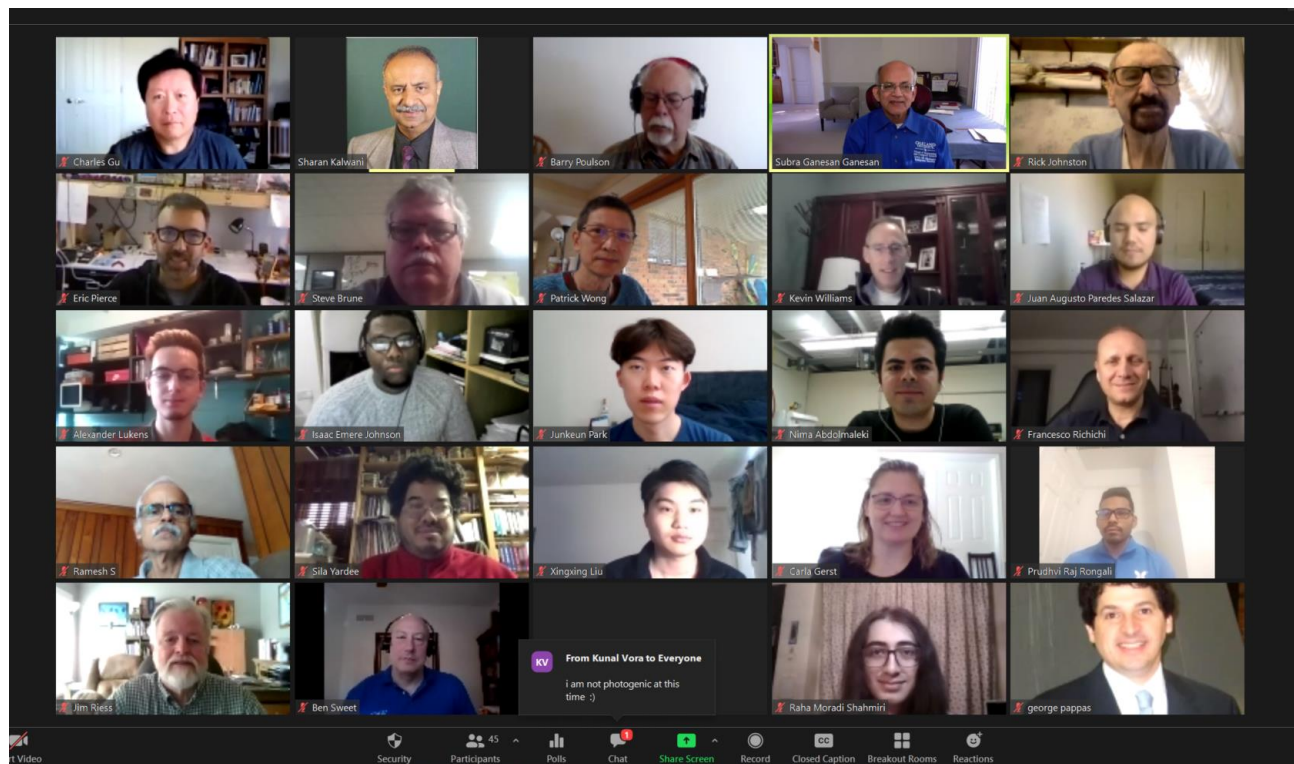 Charles Gu
Sharan Kalwani
Barry Poulson
Subra Ganesan Ganesan
Rick Johnston
Eric Pierce
Steve Brune
Patrick Wong
Kevin Williams
Juan Augusto Paredes Salazar
Alexander Lukens
Isaac Emere Johnson
Junkeun Park
Nima Abdolmaleki
Francesco Richichi
Ramesh S
Sila Yardee
Xingxing Liu
Carla Gerst
Prudhvi Raj Rongali
Jim Riess
Ben Sweet
KV
From Kunal Vora to Everyone
i am not photogenic at this
time :)
Raha Moradi Shahmiri
george pappas
rt Video
Security
45
Participants
Polls
1
Chat
Share Screen
Record
CC
Closed Caption
Breakout Rooms
Reactions